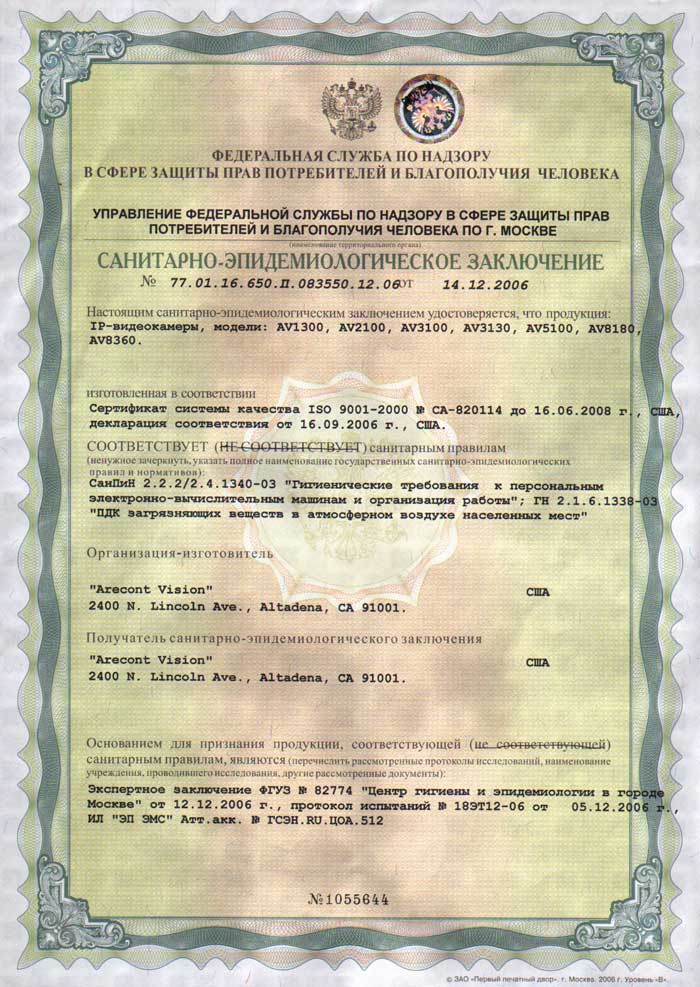 ФЕДЕРАЛЬНАЯ СЛУЖБА ПО НАДЗОРУ
В СФЕРЕ ЗАЩИТЫ ПРАВ ПОТРЕБИТЕЛЕЙ И БЛАГОПОЛУЧИЯ ЧЕЛОВЕКА
УПРАВЛЕНИЕ ФЕДЕРАЛЬНОЙ СЛУЖБЫ ПО НАДЗОРУ В СФЕРЕ ЗАЩИТЫ ПРАВ
ПОТРЕБИТЕЛЕЙ И БЛАГОПОЛУЧИЯ ЧЕЛОВЕКА ПО Г. МОСКВЕ
(наименование территориального органа)
САНИТАРНО-ЭПИДЕМИОЛОГИЧЕСКОЕ ЗАКЛЮЧЕНИЕ
№ 77.01.16.650.П.083550.12.06 от 14.12.2006
Настоящим санитарно-эпидемиологическим заключением удостоверяется, что продукция:
IP-видеокамеры, модели: AV1300, AV2100, AV3100, AV3130, AV5100, AV8180,
AV8360.
изготовленная в соответствии
Сертификат системы качества ISO 9001-2000 № CA-820114 до 16.06.2008 г., США,
декларация соответствия от 16.09.2006 г., США.
СООТВЕТСТВУЕТ (НЕ СООТВЕТСТВУЕТ) санитарным правилам
(ненужное зачеркнуть, указать полное наименование государственных санитарно-эпидемиологических
правил и нормативов):
СанПиН 2.2.2/2.4.1340-03 "Гигиенические требования к персональным
электронно-вычислительным машинам и организация работы"; ГН 2.1.6.1338-03
"ПДК загрязняющих веществ в атмосферном воздухе населенных мест"
Организация-изготовитель
"Arecont Vision" США
2400 N. Lincoln Ave., Altadena, CA 91001.
Получатель санитарно-эпидемиологического заключения
"Arecont Vision" США
2400 N. Lincoln Ave., Altadena, CA 91001.
Основанием для признания продукции, соответствующей (не соответствующей)
санитарным правилам, являются (перечислить рассмотренные протоколы исследований, наименование
учреждения, проводившего исследования, другие рассмотренные документы):
Экспертное заключение ФГУЗ № 82774 "Центр гигиены и эпидемиологии в городе
Москве" от 12.12.2006 г., протокол испытаний № 18ЭТ12-06 от 05.12.2006 г.,
ИЛ "ЭП ЭМС" Атт.акк. № ГСЭН.RU.ЦОА.512
№1055644
© ЗАО «Первый печатный двор». г. Москва. 2006 г. Уровень «В».